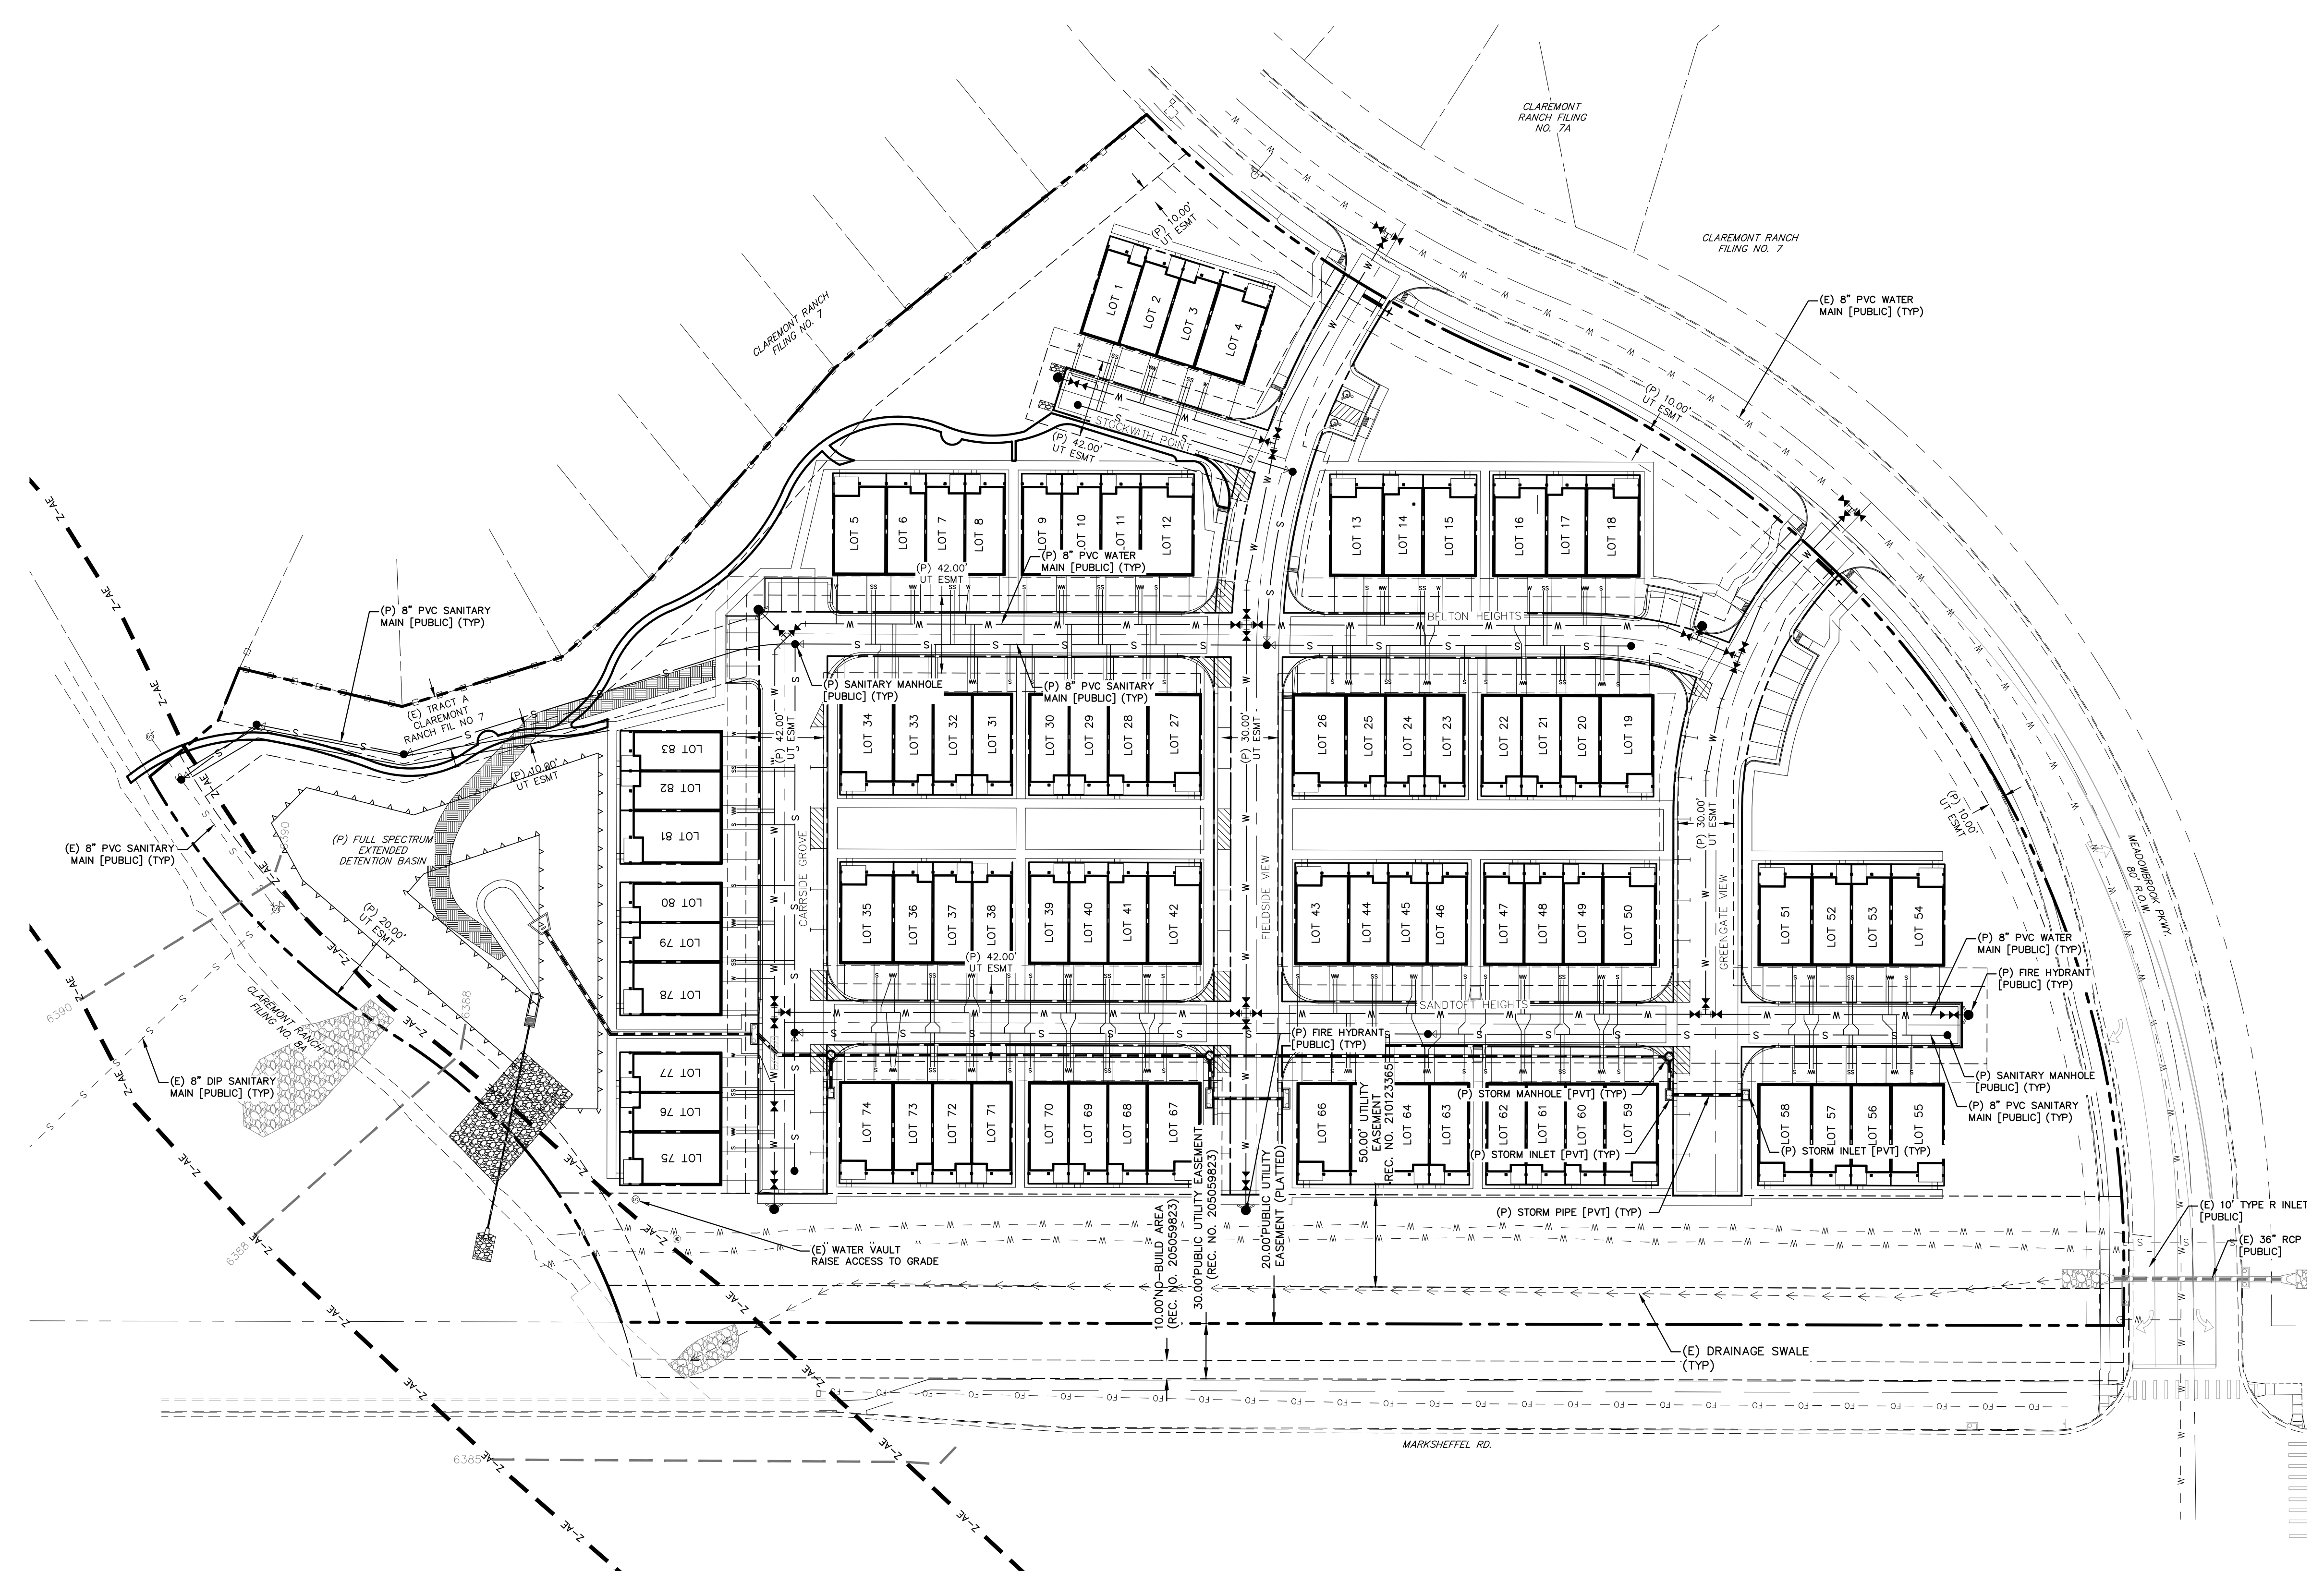 CLAREMONT
RANCH FILING
NO. 7A
CLAREMONT RANCH
FILING NO. 7
(P) 10.00'
UT ESMT
(E) 8" PVC WATER
MAIN [PUBLIC] (TYP)
CLAREMONT RANCH
FILING NO. 7
LOT 1
LOT 2
LOT 3
LOT 4
STOCKWITH POINT
(P) 42.00'
UT ESMT
(P) 10.00'
UT ESMT
LOT 5
LOT 6
LOT 7
LOT 8
LOT 9
LOT 10
LOT 11
LOT 12
LOT 13
LOT 14
LOT 15
LOT 16
LOT 17
LOT 18
(P) 8" PVC WATER
MAIN [PUBLIC] (TYP)
(P) 42.00'
UT ESMT
BELTON HEIGHTS
(P) 8" PVC SANITARY
MAIN [PUBLIC] (TYP)
(P) SANITARY MANHOLE
[PUBLIC] (TYP)
(P) 8" PVC SANITARY
MAIN [PUBLIC] (TYP)
(E) TRACT A
CLAREMONT
RANCH FIL NO 7
(P) 10.00'
UT ESMT
(P) 42.00'
UT ESMT
(P) 30.00'
UT ESMT
(P) 30.00'
UT ESMT
(P) 10.00'
UT ESMT
LOT 34
LOT 33
LOT 32
LOT 31
LOT 30
LOT 29
LOT 28
LOT 27
LOT 26
LOT 25
LOT 24
LOT 23
LOT 22
LOT 21
LOT 20
LOT 19
LOT 83
LOT 82
LOT 81
LOT 80
LOT 79
LOT 78
LOT 77
LOT 76
LOT 75
(E) 8" PVC SANITARY
MAIN [PUBLIC] (TYP)
(P) FULL SPECTRUM
EXTENDED
DETENTION BASIN
6390
(P) 20.00'
UT ESMT
CARRSIDE GROVE
FIELDSIDE VIEW
GREENGATE VIEW
MEADOWBROOK PKWY.
80' R.O.W.
LOT 35
LOT 36
LOT 37
LOT 38
LOT 39
LOT 40
LOT 41
LOT 42
LOT 43
LOT 44
LOT 45
LOT 46
LOT 47
LOT 48
LOT 49
LOT 50
LOT 51
LOT 52
LOT 53
LOT 54
(P) 42.00'
UT ESMT
(P) 8" PVC WATER
MAIN [PUBLIC] (TYP)
(P) FIRE HYDRANT
[PUBLIC] (TYP)
SANDTOFT HEIGHTS
(P) FIRE HYDRANT
[PUBLIC] (TYP)
CLAREMONT RANCH
FILING NO. 8A
6390
6388
(E) 8" DIP SANITARY
MAIN [PUBLIC] (TYP)
(P) SANITARY MANHOLE
[PUBLIC] (TYP)
(P) 8" PVC SANITARY
MAIN [PUBLIC] (TYP)
(P) STORM MANHOLE [PVT] (TYP)
(P) STORM INLET [PVT] (TYP)
(P) STORM INLET [PVT] (TYP)
(P) STORM PIPE [PVT] (TYP)
LOT 74
LOT 73
LOT 72
LOT 71
LOT 70
LOT 69
LOT 68
LOT 67
LOT 66
LOT 64
LOT 63
LOT 62
LOT 61
LOT 60
LOT 59
LOT 58
LOT 57
LOT 56
LOT 55
50.00' UTILITY
EASEMENT
REC. NO. 210123365
10.00'NO-BUILD AREA
(REC. NO. 205059823)
30.00'PUBLIC UTILITY EASEMENT
(REC. NO. 205059823)
20.00'PUBLIC UTILITY
EASEMENT (PLATTED)
(E) WATER VAULT
RAISE ACCESS TO GRADE
6388
(E) 10' TYPE R INLET
[PUBLIC]
(E) 36" RCP
[PUBLIC]
(E) DRAINAGE SWALE
(TYP)
MARKSHEFFEL RD.
6385
Z-AE